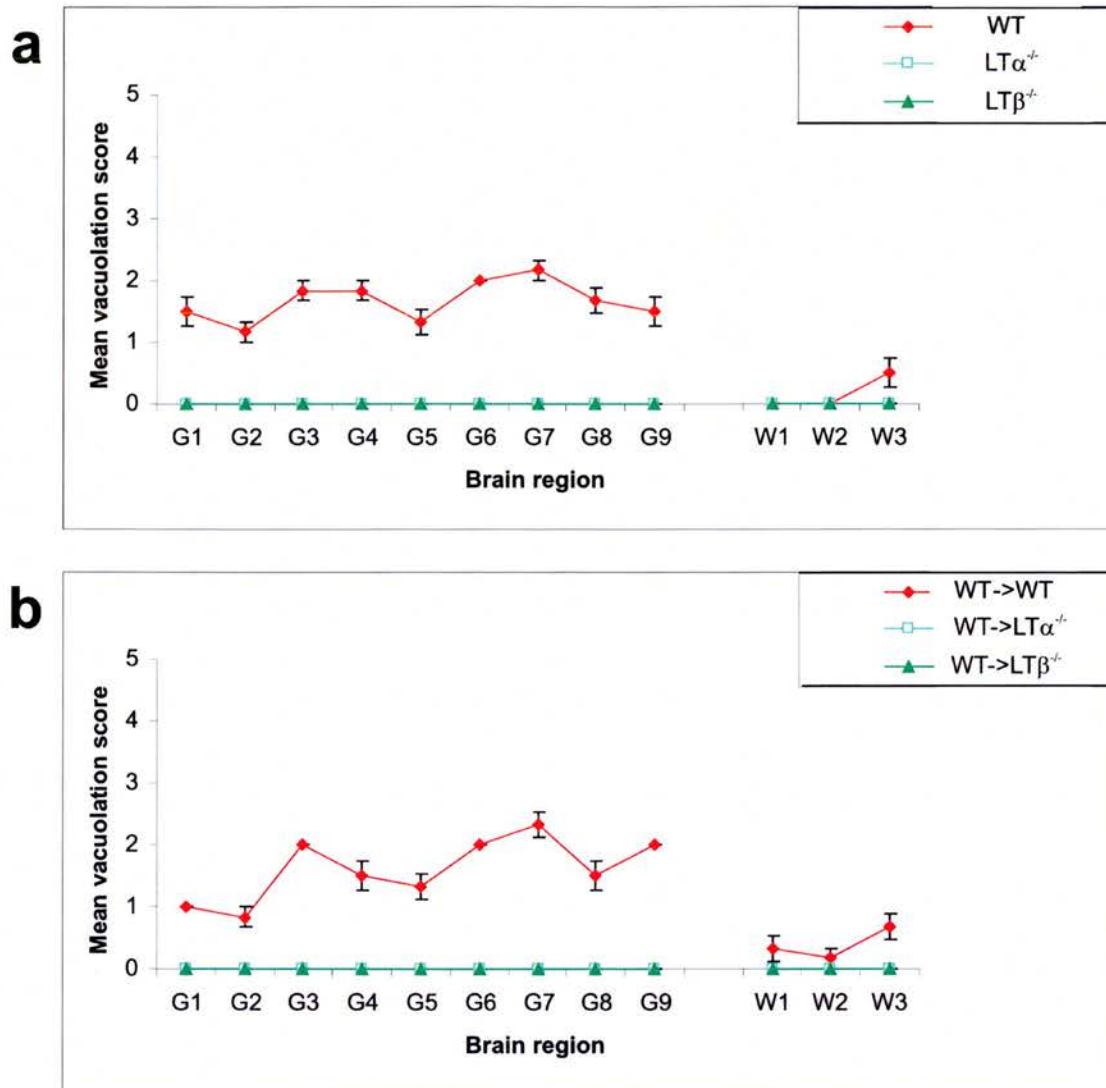 a
WT
LTα-/-
LTβ-/-
5
4
3
2
1
0
Mean vacuolation score
G1 G2 G3 G4 G5 G6 G7 G8 G9 W1 W2 W3
Brain region
b
WT->WT
WT->LTα-/-
WT->LTβ-/-
5
4
3
2
1
0
Mean vacuolation score
G1 G2 G3 G4 G5 G6 G7 G8 G9 W1 W2 W3
Brain region